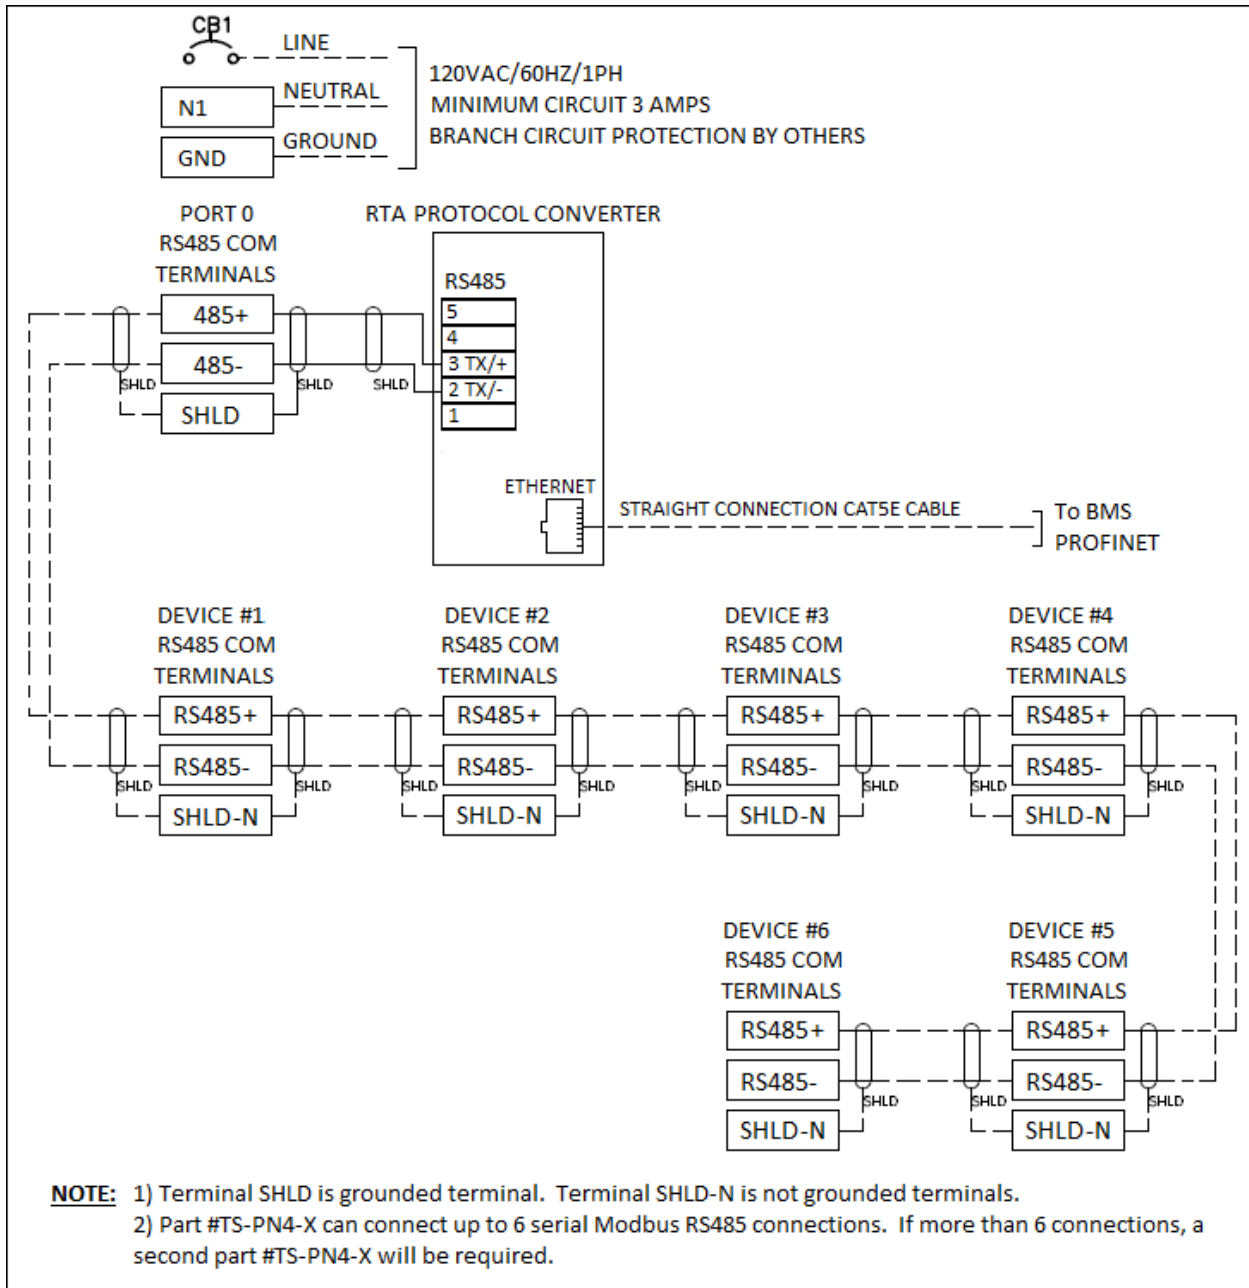 CB1
LINE
N1
NEUTRAL
GND
GROUND
120VAC/60HZ/1PH
MINIMUM CIRCUIT 3 AMPS
BRANCH CIRCUIT PROTECTION BY OTHERS
PORT 0
RS485 COM
TERMINALS
485+
485-
SHLD
SHLD
SHLD
SHLD
RTA PROTOCOL CONVERTER
RS485
5
4
3 TX/+
2 TX/-
1
ETHERNET
STRAIGHT CONNECTION CAT5E CABLE
To BMS
PROFINET
DEVICE #1
RS485 COM
TERMINALS
RS485+
RS485-
SHLD SHLD
SHLD-N
DEVICE #2
RS485 COM
TERMINALS
RS485+
RS485-
SHLD SHLD
SHLD-N
DEVICE #3
RS485 COM
TERMINALS
RS485+
RS485-
SHLD SHLD
SHLD-N
DEVICE #4
RS485 COM
TERMINALS
RS485+
RS485-
SHLD SHLD
SHLD-N
DEVICE #6
RS485 COM
TERMINALS
RS485+
RS485-
SHLD
SHLD-N
DEVICE #5
RS485 COM
TERMINALS
RS485+
RS485-
SHLD SHLD
SHLD-N
NOTE: 1) Terminal SHLD is grounded terminal. Terminal SHLD-N is not grounded terminals.
2) Part #TS-PN4-X can connect up to 6 serial Modbus RS485 connections. If more than 6 connections, a
second part #TS-PN4-X will be required.